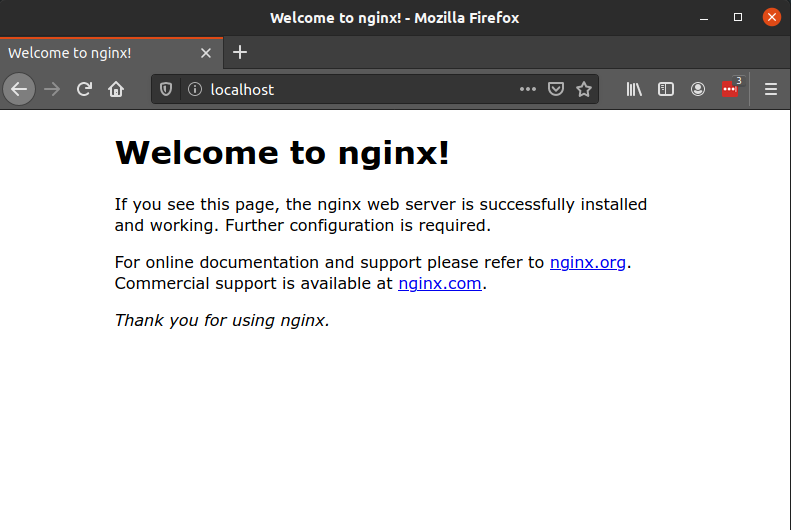 Welcome to nginx! - Mozilla Firefox
Welcome to nginx!
localhost
3
Welcome to nginx!
If you see this page, the nginx web server is successfully installed
and working. Further configuration is required.
For online documentation and support please refer to nginx.org.
Commercial support is available at nginx.com.
Thank you for using nginx.